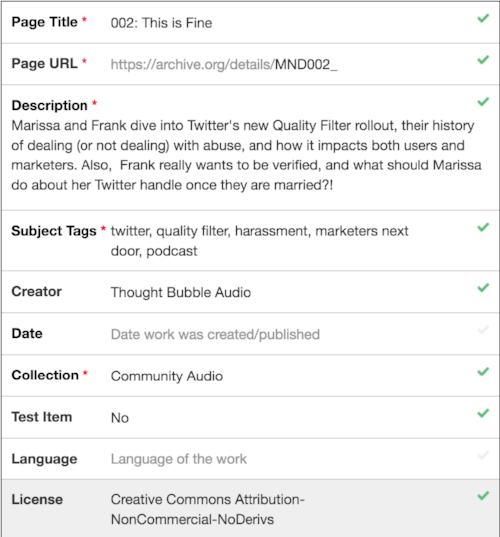 Page Title * 002: This is Fine
Page URL * https://archive.org/details/MND002_
Description *
Marissa and Frank dive into Twitter's new Quality Filter rollout, their history
of dealing (or not dealing) with abuse, and how it impacts both users and
marketers. Also,  Frank really wants to be verified, and what should Marissa
do about her Twitter handle once they are married?!
Subject Tags * twitter, quality filter, harassment, marketers next
door, podcast
Creator Thought Bubble Audio
Date Date work was created/published
Collection * Community Audio
Test Item No
Language Language of the work
License Creative Commons Attribution-
NonCommercial-NoDerivs